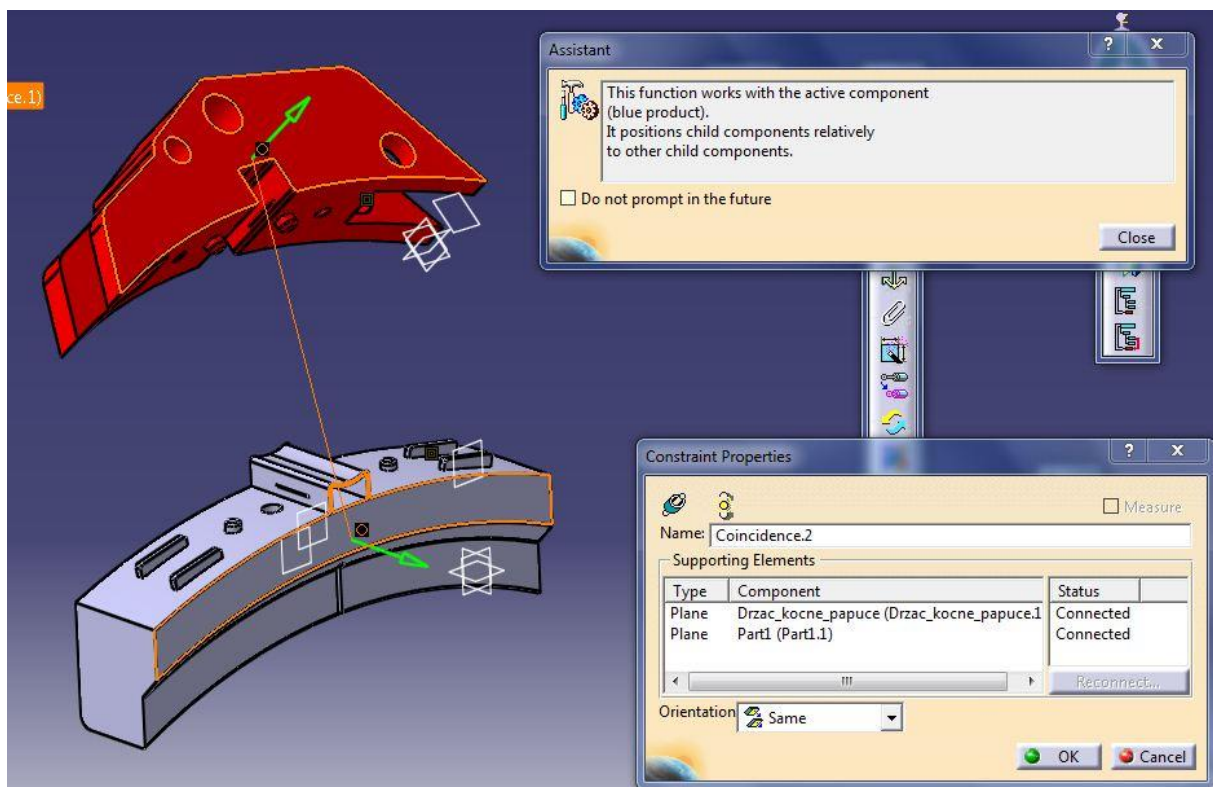 ce.1)
Assistant
This function works with the active component
(blue product).
It positions child components relatively
to other child components.
Do not prompt in the future
Close
Constraint Properties
Measure
Name: Coincidence.2
Supporting Elements
Type Component Status
Plane Drzac_kocne_papuce (Drzac_kocne_papuce.1 Connected
Plane Part1 (Part1.1) Connected
Reconnect...
Orientation Same
OK Cancel